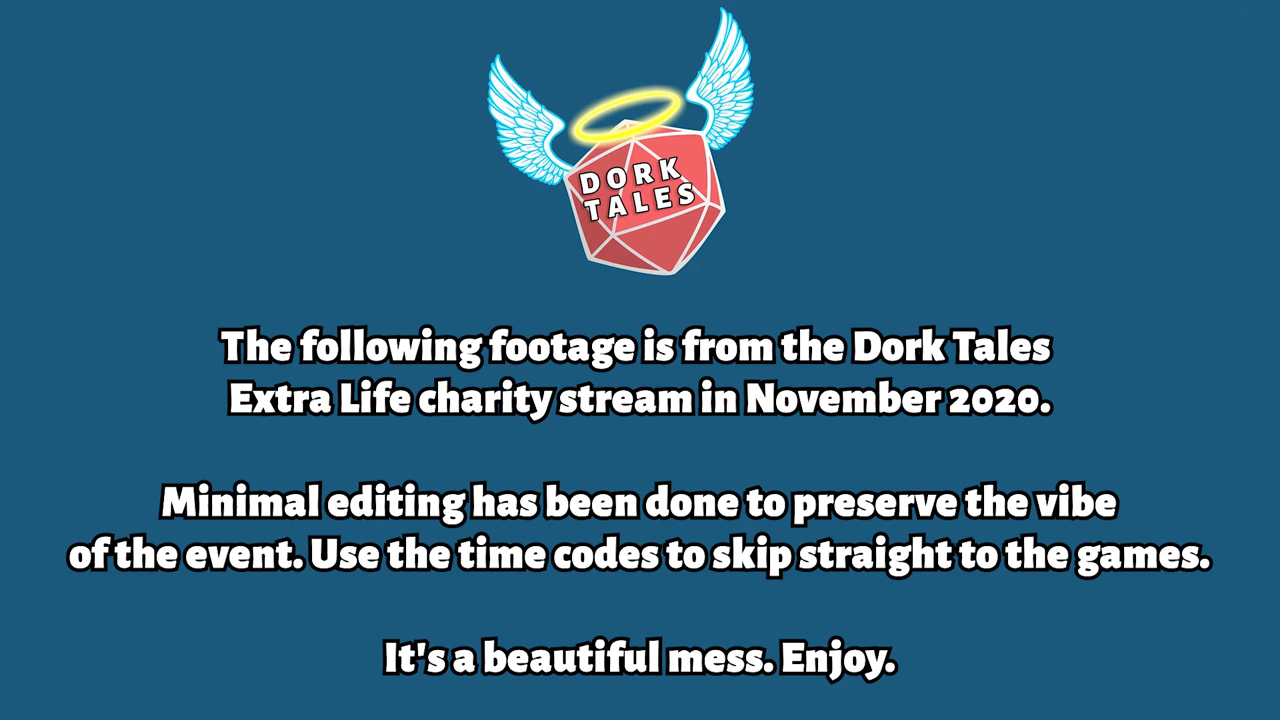 DORK
TALES
The following footage is from the Dork Tales
Extra Life charity stream in November 2020.
Minimal editing has been done to preserve the vibe
of the event. Use the time codes to skip straight to the games.
It's a beautiful mess. Enjoy.